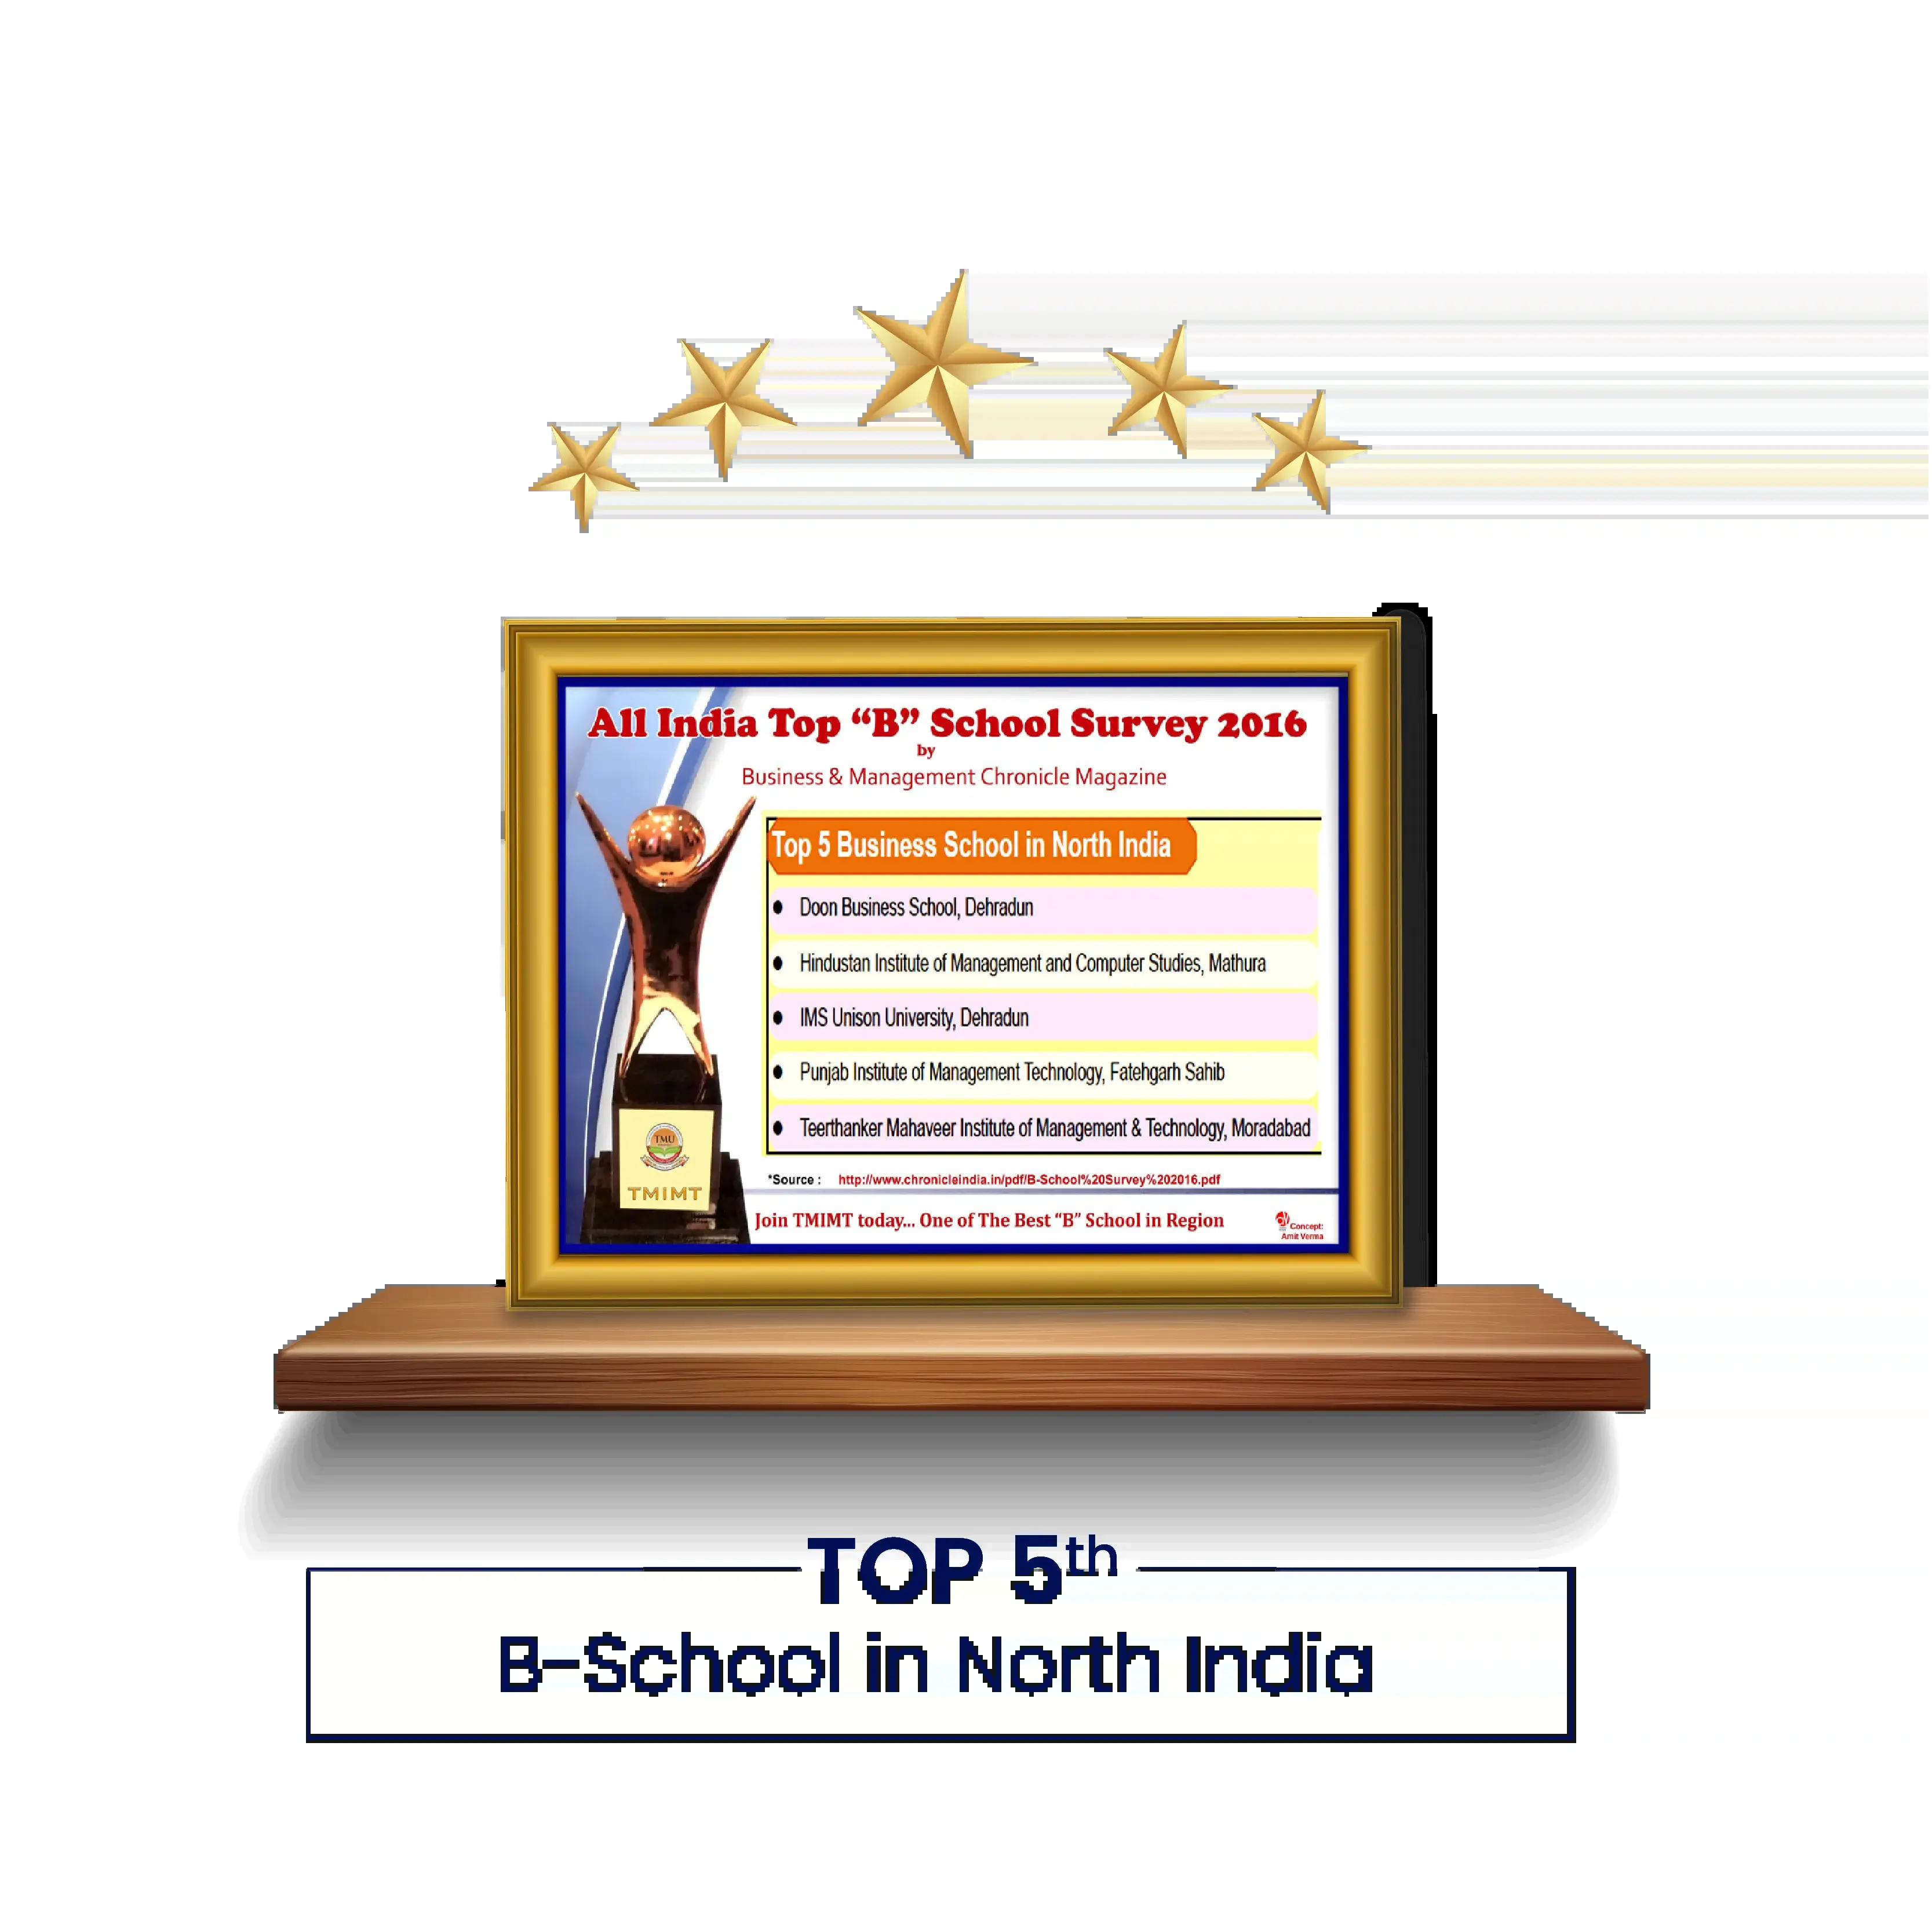 All India Top “B” School Survey 2016
by
Business & Management Chronicle Magazine
Top 5 Business School in North India
● Doon Business School, Dehradun
● Hindustan Institute of Management and Computer Studies, Mathura
● IMS Unison University, Dehradun
● Punjab Institute of Management Technology, Fatehgarh Sahib
● Teerthanker Mahaveer Institute of Management & Technology, Moradabad
TMU
TMIMT
*Source : http://www.chronicleindia.in/pdf/B-School%20Survey%202016.pdf
Join TMIMT today... One of The Best “B” School in Region
Concept:
Amit Verma
TOP 5th
B-School in North India